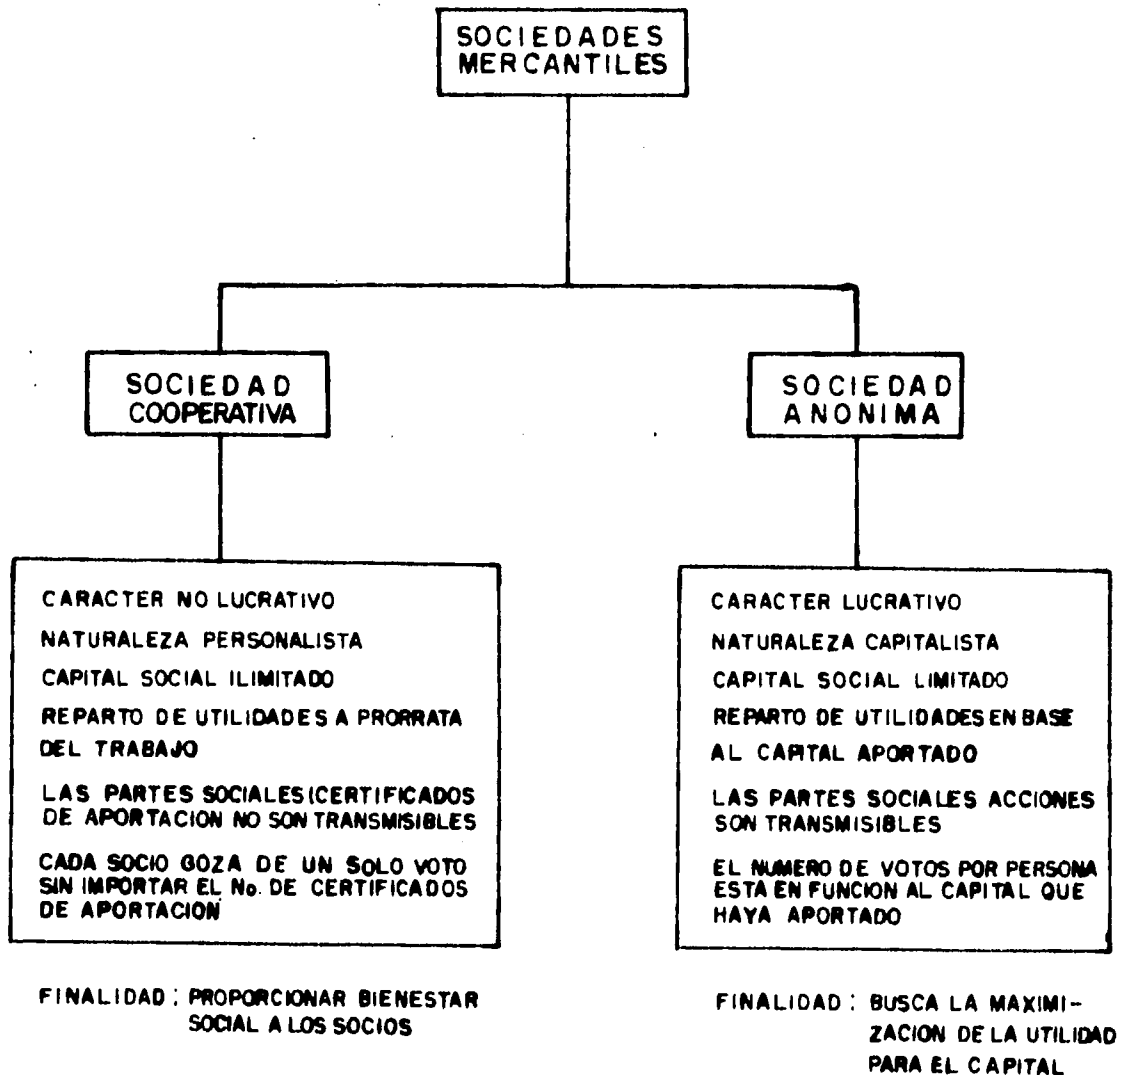 SOCIEDADES
MERCANTILES
SOCIEDAD
COOPERATIVA
SOCIEDAD
ANONIMA
CARACTER NO LUCRATIVO
NATURALEZA PERSONALISTA
CAPITAL SOCIAL ILIMITADO
REPARTO DE UTILIDADES A PRORRATA
DEL TRABAJO
LAS PARTES SOCIALES (CERTIFICADOS
DE APORTACION NO SON TRANSMISIBLES
CADA SOCIO GOZA DE UN SOLO VOTO
SIN IMPORTAR EL No. DE CERTIFICADOS
DE APORTACION
FINALIDAD : PROPORCIONAR BIENESTAR
SOCIAL A LOS SOCIOS
CARACTER LUCRATIVO
NATURALEZA CAPITALISTA
CAPITAL SOCIAL LIMITADO
REPARTO DE UTILIDADES EN BASE
AL CAPITAL APORTADO
LAS PARTES SOCIALES ACCIONES
SON TRANSMISIBLES
EL NUMERO DE VOTOS POR PERSONA
ESTA EN FUNCION AL CAPITAL QUE
HAYA APORTADO
FINALIDAD : BUSCA LA MAXIMI-
ZACION DE LA UTILIDAD
PARA EL CAPITAL